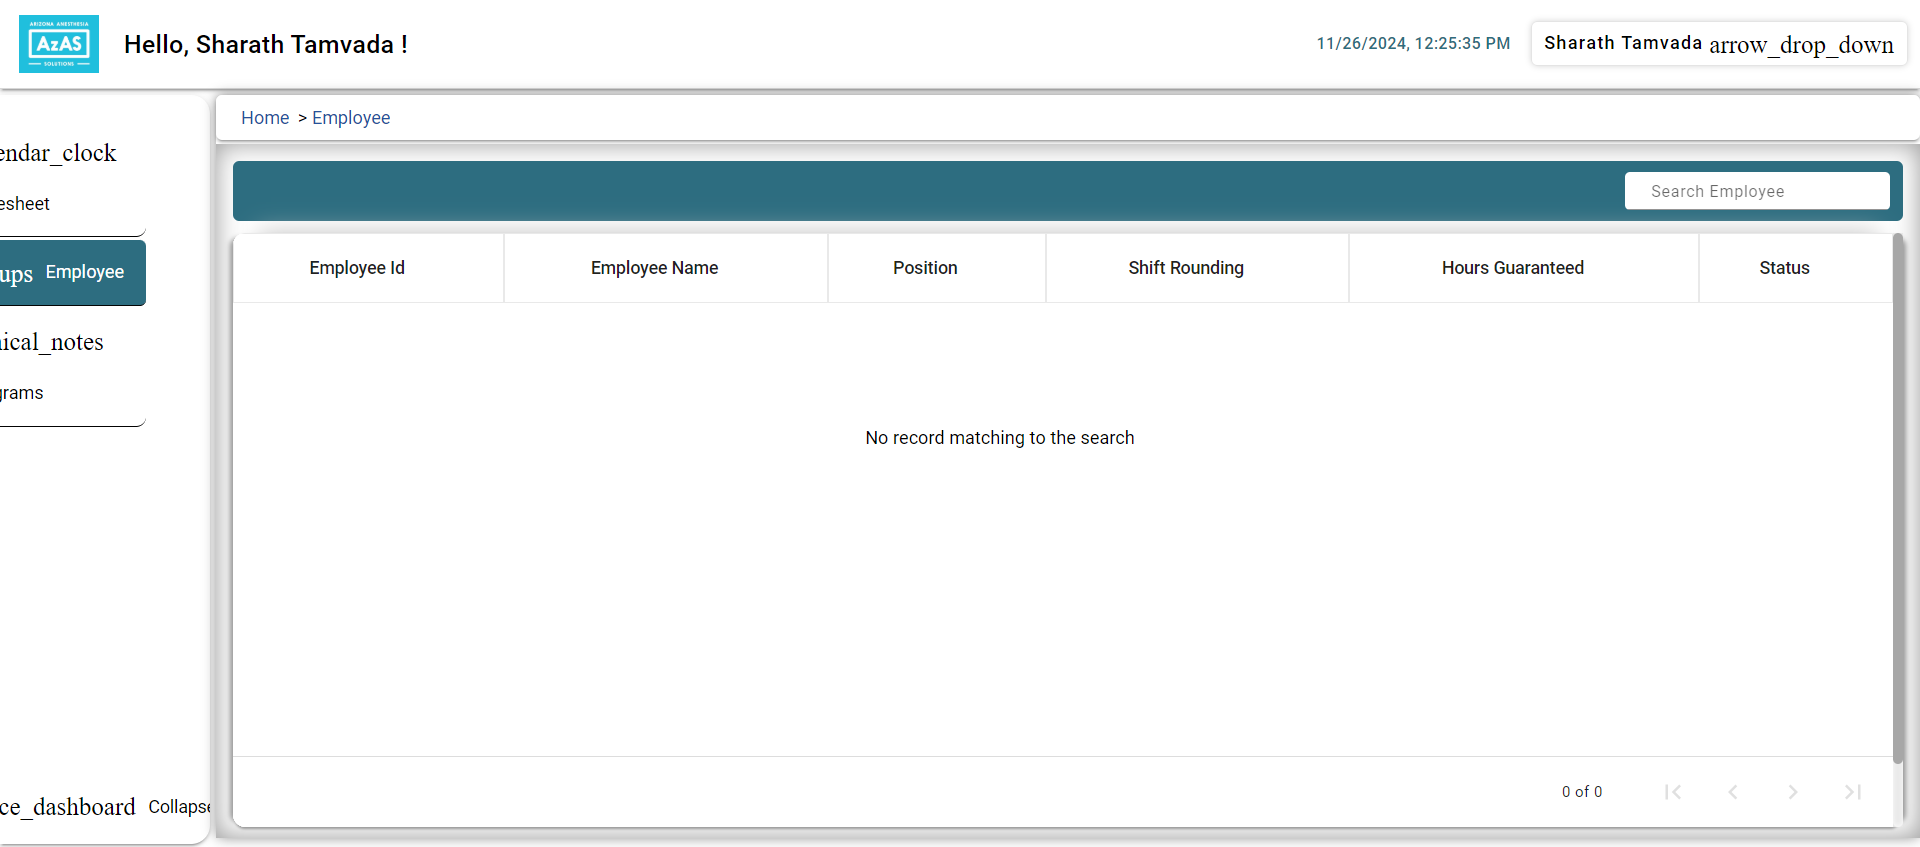 ARIZONA ANESTHESIA
AzAS
SOLUTIONS
Hello, Sharath Tamvada !
11/26/2024, 12:25:35 PM
Sharath Tamvada arrow_drop_down
Home > Employee
endar_clock
esheet
ups Employee
ical_notes
grams
ce_dashboard Collapse
Search Employee
Employee Id Employee Name Position Shift Rounding Hours Guaranteed Status
No record matching to the search
0 of 0